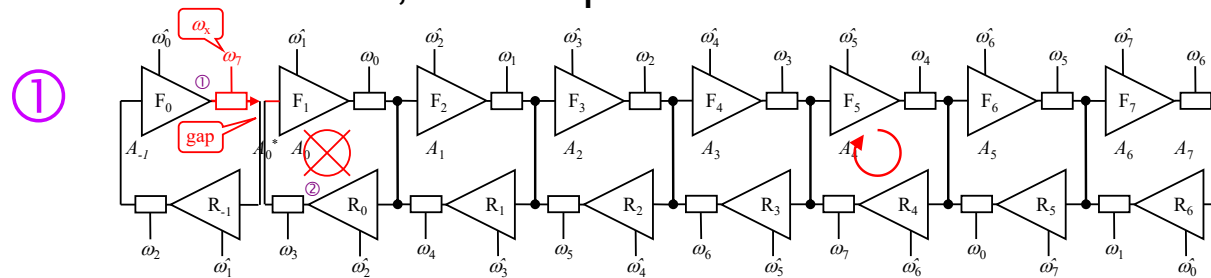 ①
ωx
ω̂0 ω7 ω̂1 ω0 ω̂2 ω1 ω̂3 ω2 ω̂4 ω3 ω̂5 ω4 ω̂6 ω5 ω̂7 ω6
①
F0 F1 F2 F3 F4 F5 F6 F7
gap
A-1 A0* A0 A1 A2 A3 A4 A5 A6 A7
②
R-1 R0 R1 R2 R3 R4 R5 R6
ω2 ω̂1 ω3 ω̂2 ω4 ω̂3 ω5 ω̂4 ω6 ω̂5 ω7 ω̂6 ω0 ω̂7 ω1 ω̂0